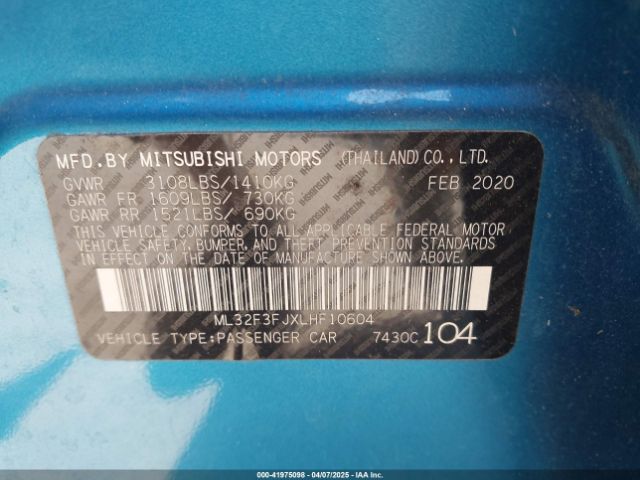 MFD.BY MITSUBISHI MOTORS (THAILAND) CO., LTD.
GVWR 3108LBS/1410KG FEB 2020
GAWR FR 1609LBS/ 730KG
GAWR RR 1521LBS/ 690KG
THIS VEHICLE CONFORMS TO ALL APPLICABLE FEDERAL MOTOR
VEHICLE SAFETY, BUMPER, AND THEFT PREVENTION STANDARDS
IN EFFECT ON THE DATE OF MANUFACTURE SHOWN ABOVE.
ML32F3FJXLHF10604
VEHICLE TYPE:PASSENGER CAR 7430C 104
000-41975098 - 04/07/2025 - IAA Holdings, LLC